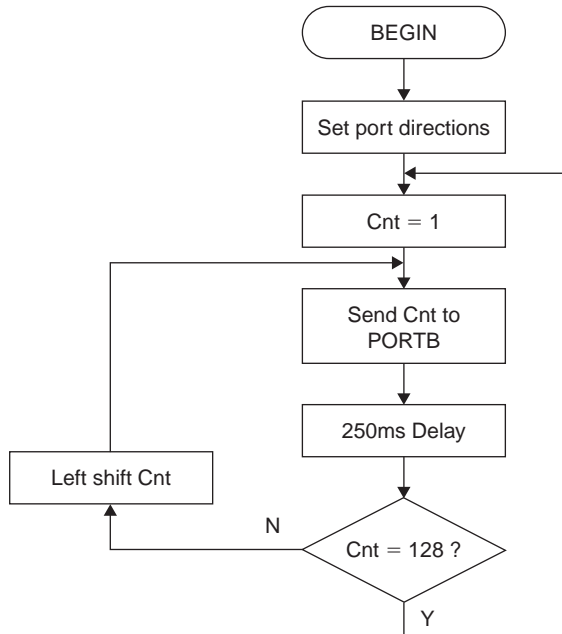 BEGIN
Set port directions
Cnt = 1
Send Cnt to
PORTB
250ms Delay
Left shift Cnt
N
Cnt = 128 ?
Y